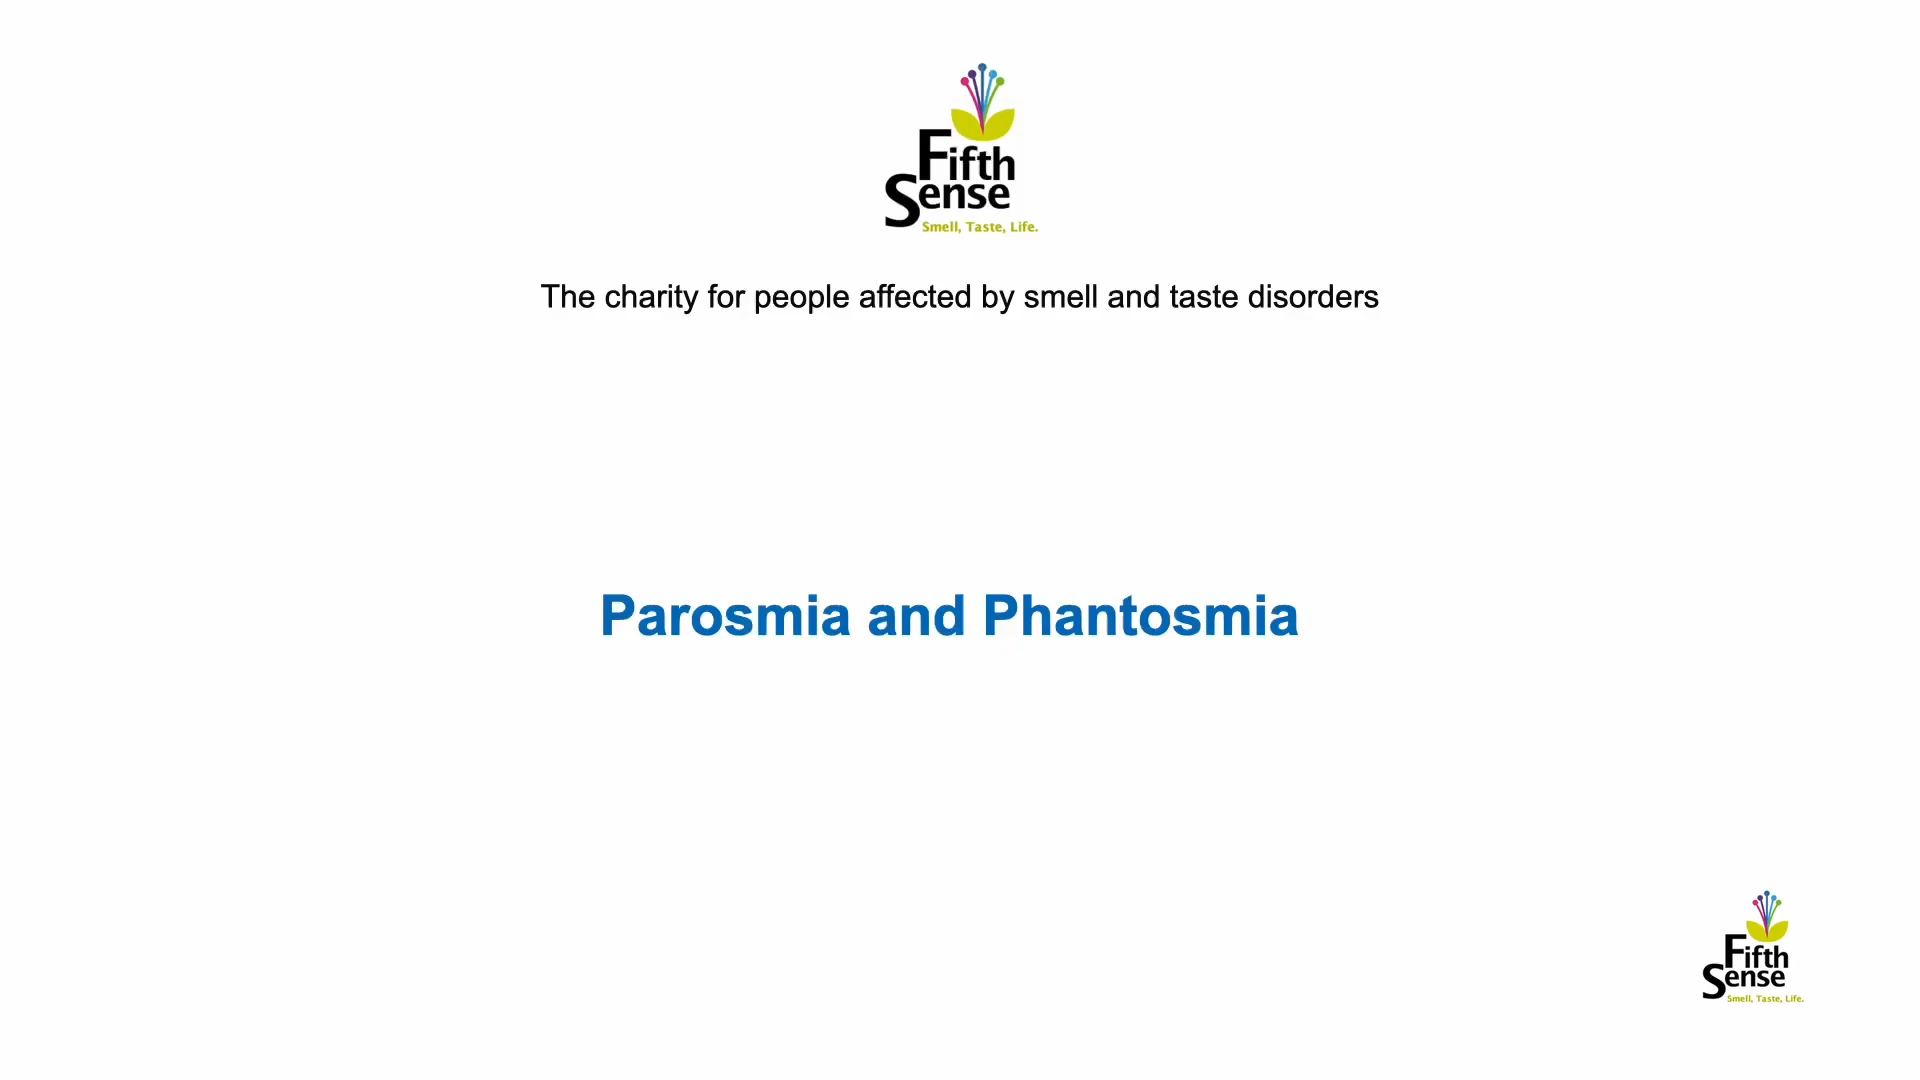 Fifth
Sense
Smell, Taste, Life.
The charity for people affected by smell and taste disorders
Parosmia and Phantosmia
Fifth
Sense
Smell, Taste, Life.